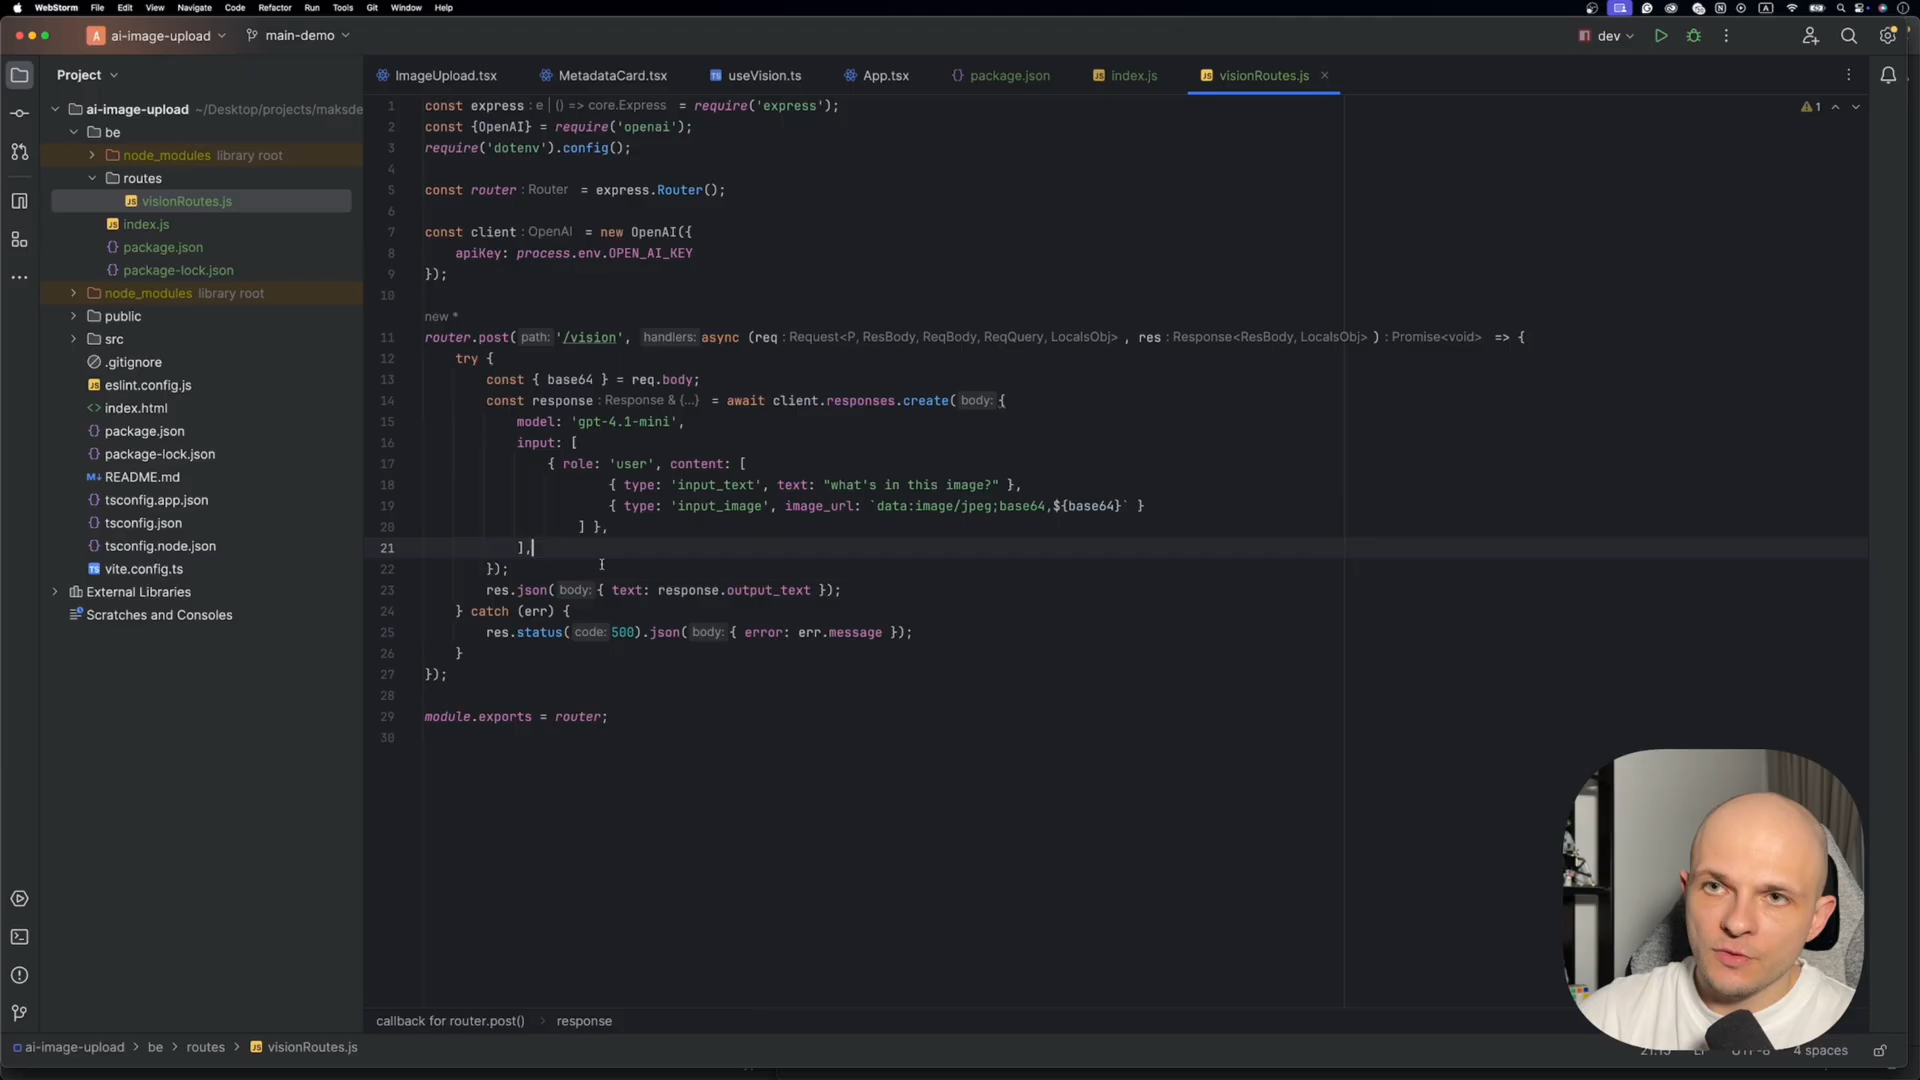 WebStorm File Edit View Navigate Code Refactor Run Tools Git Window Help
ai-image-upload main-demo dev
Project
ImageUpload.tsx MetadataCard.tsx useVision.ts App.tsx package.json index.js visionRoutes.js
ai-image-upload ~/Desktop/projects/maksde
be
node_modules library root
routes
visionRoutes.js
index.js
package.json
package-lock.json
node_modules library root
public
src
.gitignore
eslint.config.js
index.html
package.json
package-lock.json
README.md
tsconfig.app.json
tsconfig.json
tsconfig.node.json
vite.config.ts
External Libraries
Scratches and Consoles
1
1 const express : e | () => core.Express = require('express');
2 const {OpenAI} = require('openai');
3 require('dotenv').config();
4
5 const router : Router = express.Router();
6
7 const client : OpenAI = new OpenAI({
8 apiKey: process.env.OPEN_AI_KEY
9 });
10
new *
11 router.post( path: '/vision', handlers: async (req : Request<P, ResBody, ReqBody, ReqQuery, LocalsObj> , res : Response<ResBody, LocalsObj> ) : Promise<void> => {
12 try {
13 const { base64 } = req.body;
14 const response : Response & {...} = await client.responses.create( body: {
15 model: 'gpt-4.1-mini',
16 input: [
17 { role: 'user', content: [
18 { type: 'input_text', text: "what's in this image?" },
19 { type: 'input_image', image_url: `data:image/jpeg;base64,${base64}` }
20 ] },
21 ],
22 });
23 res.json( body: { text: response.output_text });
24 } catch (err) {
25 res.status( code: 500).json( body: { error: err.message });
26 }
27 });
28
29 module.exports = router;
30
callback for router.post() > response
ai-image-upload > be > routes > visionRoutes.js
4 spaces